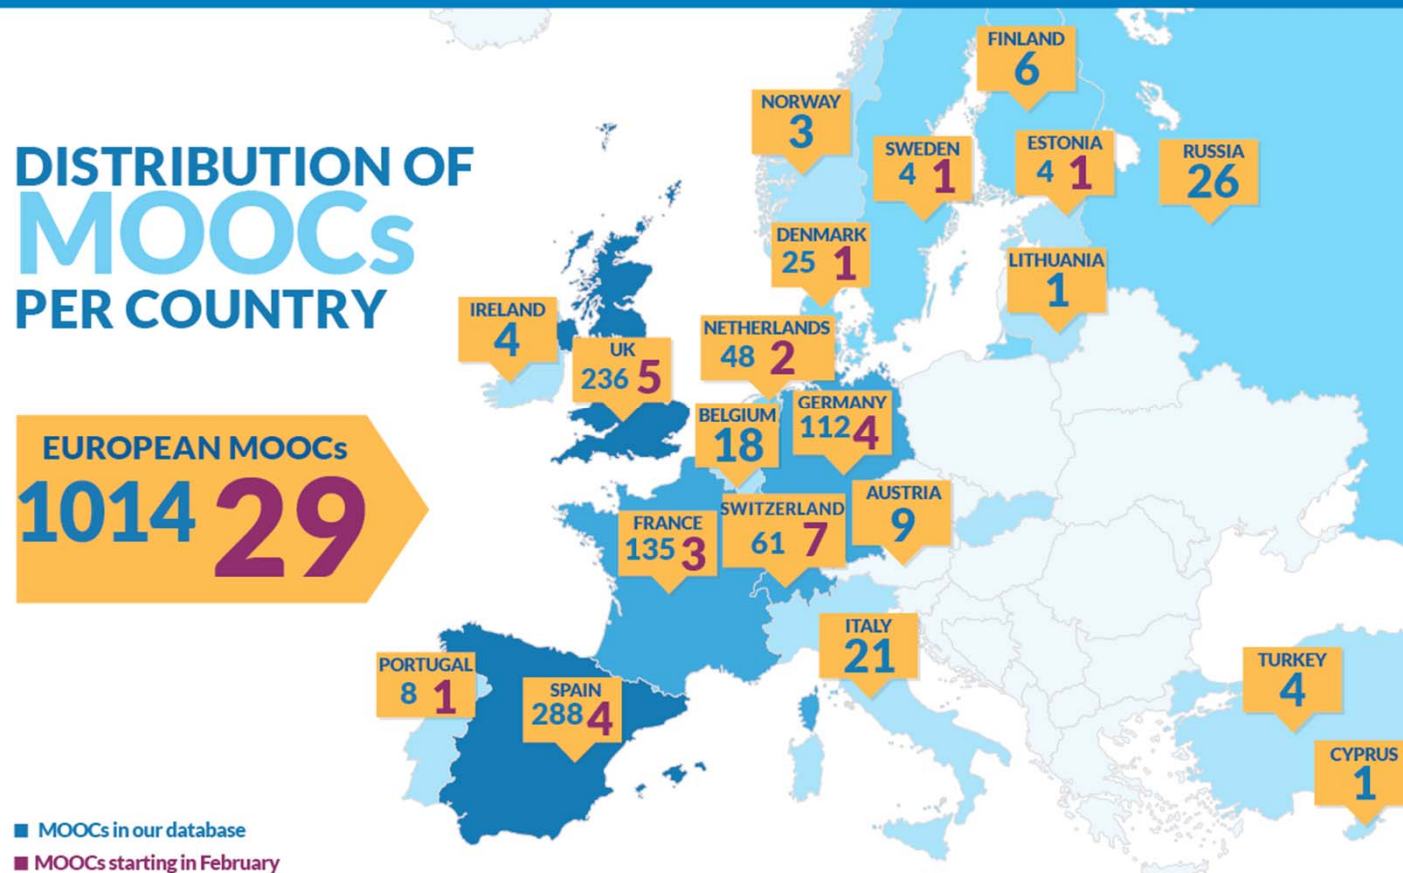 DISTRIBUTION OF
MOOCs
PER COUNTRY
EUROPEAN MOOCs
1014 29
FINLAND
6
NORWAY
3
SWEDEN
4 1
ESTONIA
4 1
RUSSIA
26
DENMARK
25 1
LITHUANIA
1
IRELAND
4
UK
236 5
NETHERLANDS
48 2
BELGIUM
18
GERMANY
112 4
FRANCE
135 3
SWITZERLAND
61 7
AUSTRIA
9
PORTUGAL
8 1
SPAIN
288 4
ITALY
21
TURKEY
4
CYPRUS
1
MOOCs in our database
MOOCs starting in February